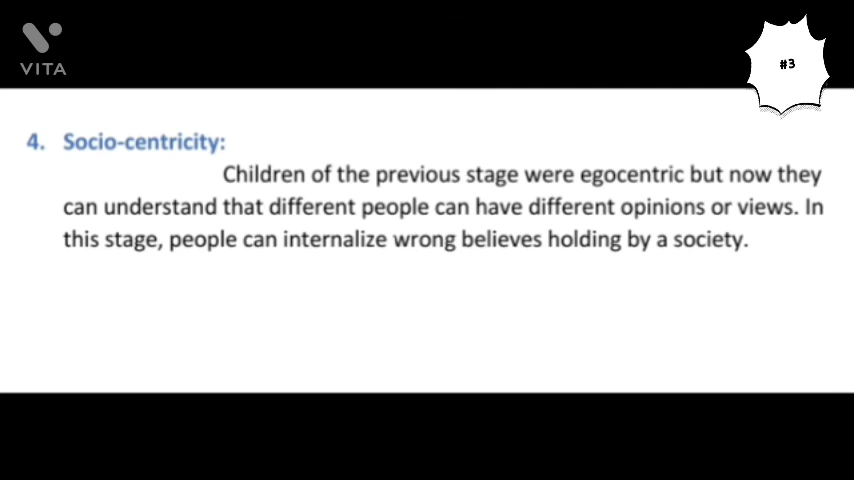 VITA
#3
4. Socio-centricity:
Children of the previous stage were egocentric but now they
can understand that different people can have different opinions or views. In
this stage, people can internalize wrong believes holding by a society.